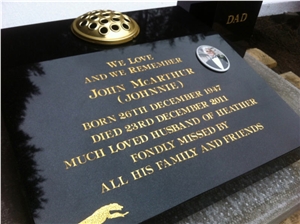 DAD
WE LOVE
AND WE REMEMBER
JOHN MCARTHUR
(JOHNNIE)
BORN 26TH DECEMBER 1947
DIED 23RD DECEMBER 2011
MUCH LOVED HUSBAND OF HEATHER
FONDLY MISSED BY
ALL HIS FAMILY AND FRIENDS